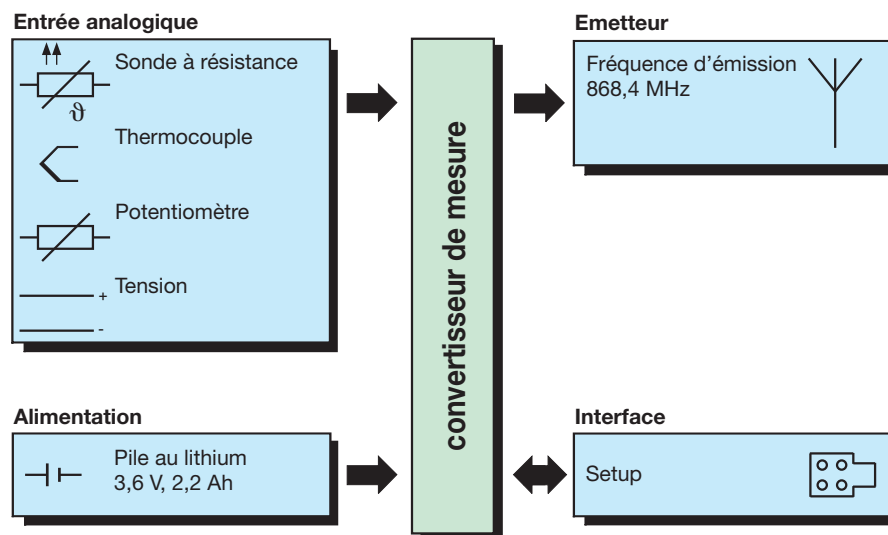 Entrée analogique
Sonde à résistance
ϑ
Thermocouple
Potentiomètre
Tension
+
-
Alimentation
Pile au lithium
3,6 V, 2,2 Ah
convertisseur de mesure
Emetteur
Fréquence d'émission
868,4 MHz
Interface
Setup